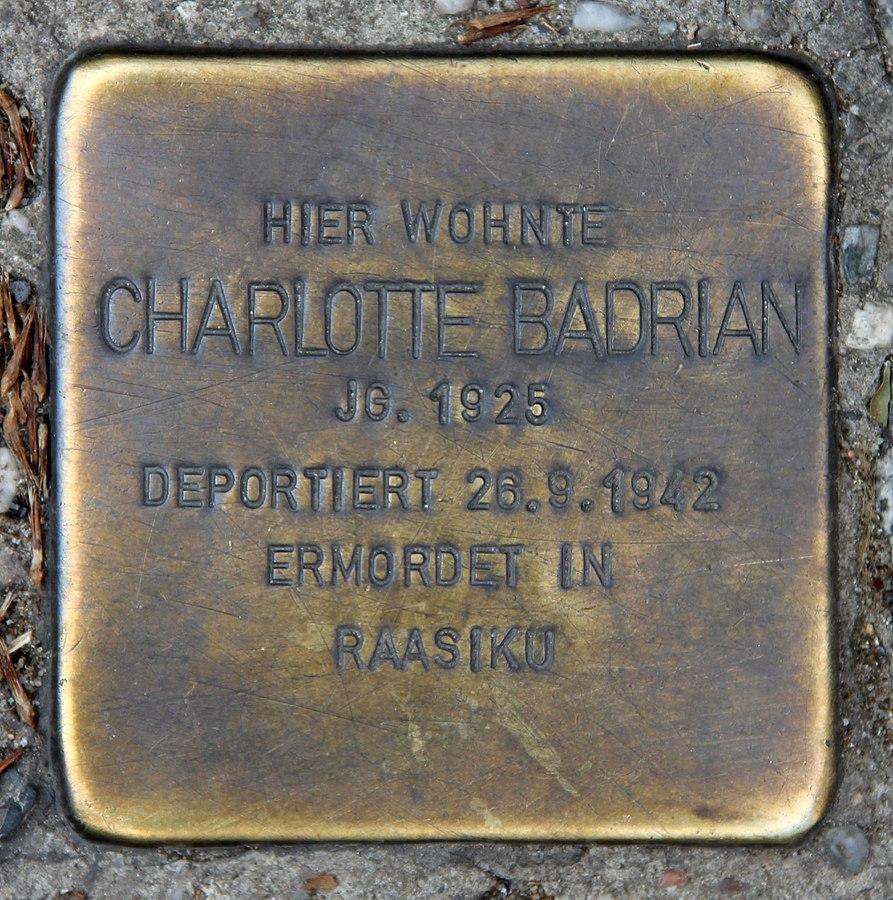 HIER WOHNTE
CHARLOTTE BADRIAN
JG. 1925
DEPORTIERT 26.9.1942
ERMORDET IN
RAASIKU